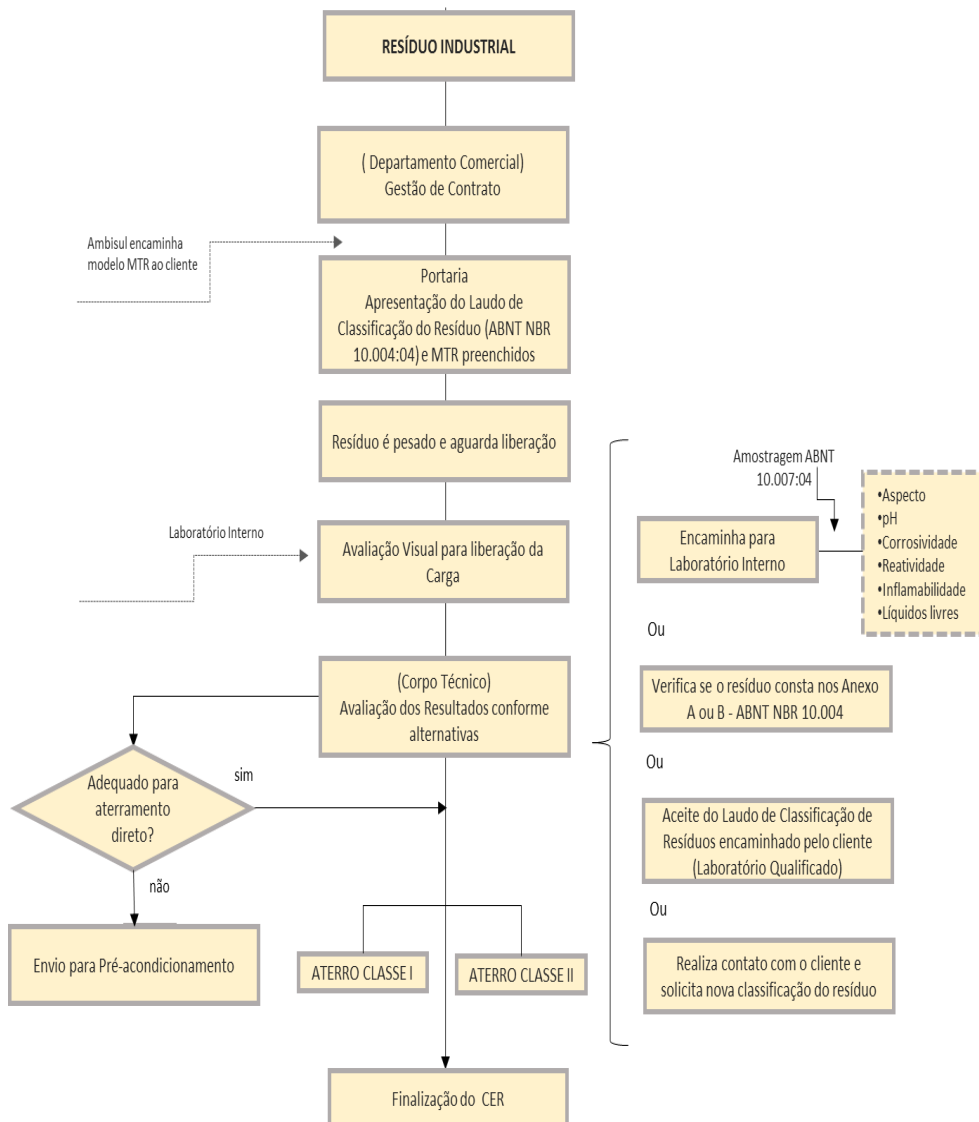 RESÍDUO INDUSTRIAL
( Departamento Comercial)
Gestão de Contrato
Ambisul encaminha
modelo MTR ao cliente
Portaria
Apresentação do Laudo de
Classificação do Resíduo (ABNT NBR
10.004:04) e MTR preenchidos
Resíduo é pesado e aguarda liberação
Laboratório Interno
Avaliação Visual para liberação da
Carga
(Corpo Técnico)
Avaliação dos Resultados conforme
alternativas
Adequado para
aterramento
direto?
sim
não
Envio para Pré-acondicionamento
ATERRO CLASSE I
ATERRO CLASSE II
Finalização do CER
Amostragem ABNT
10.007:04
Encaminha para
Laboratório Interno
•Aspecto
•pH
•Corrosividade
•Reatividade
•Inflamabilidade
•Líquidos livres
Ou
Verifica se o resíduo consta nos Anexo
A ou B - ABNT NBR 10.004
Ou
Aceite do Laudo de Classificação de
Resíduos encaminhado pelo cliente
(Laboratório Qualificado)
Ou
Realiza contato com o cliente e
solicita nova classificação do resíduo